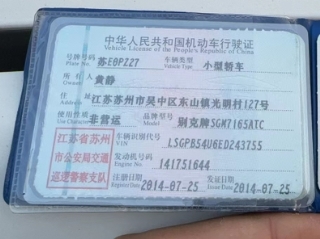 中华人民共和国机动车行驶证
Vehicle License of the People's Republic of China
号牌号码 苏EBPZZ7 车辆类型 小型轿车
Plate No. Vehicle Type
所有人 黄静
Owner
住址 江苏苏州市吴中区东山镇光明村127号
Address
使用性质 非营运 品牌型号 别克牌SGM7165ATC
Use Character Model
江苏省苏州 车辆识别代号 LSGPB54U6ED243755
VIN
市公安局交通 发动机号码 141751644
Engine No.
巡逻警察支队 注册日期 2014-07-25 发证日期 2014-07-25
Register Date Issue Date